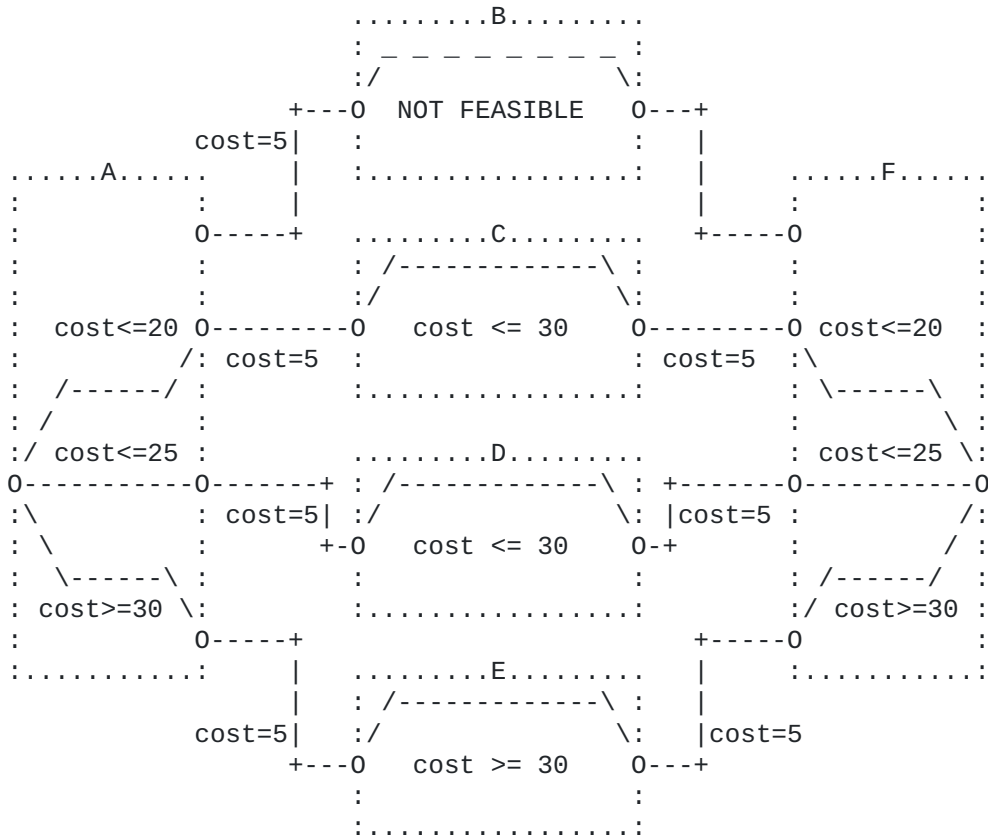 B
NOT FEASIBLE
cost=5
A F
C
cost<=20 cost <= 30 cost<=20
cost=5 cost=5
cost<=25 D cost<=25
cost=5 cost=5
cost <= 30
cost>=30 cost>=30
E
cost=5 cost=5
cost >= 30